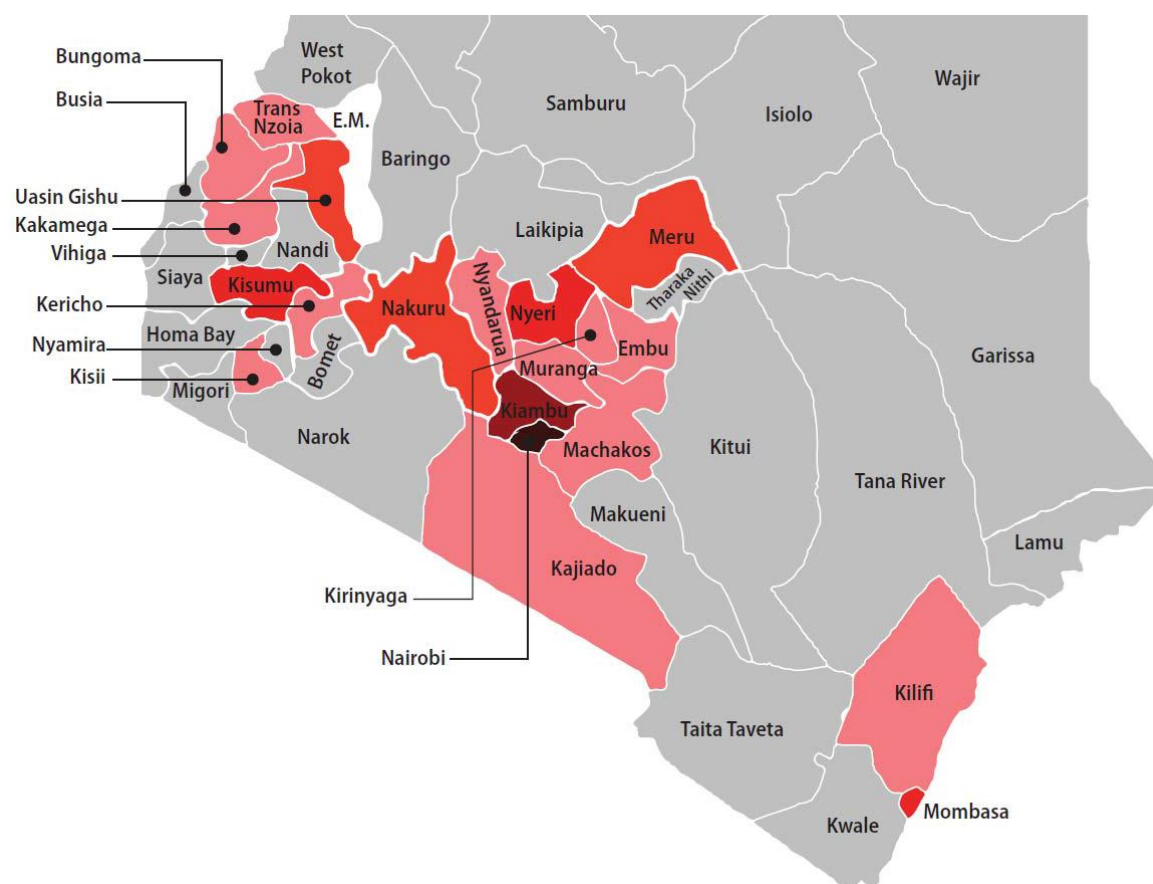 Bungoma
Busia
West
Pokot
Trans
Nzoia
E.M.
Baringo
Samburu
Isiolo
Wajir
Uasin Gishu
Kakamega
Vihiga
Nandi
Laikipia
Meru
Tharaka
Nithi
Siaya
Kisumu
Kericho
Nakuru
Nyandarua
Nyeri
Homa Bay
Nyamira
Bomet
Kisii
Migori
Muranga
Embu
Garissa
Narok
Kiambu
Machakos
Kitui
Tana River
Makueni
Lamu
Kajiado
Kirinyaga
Nairobi
Kilifi
Taita Taveta
Kwale
Mombasa